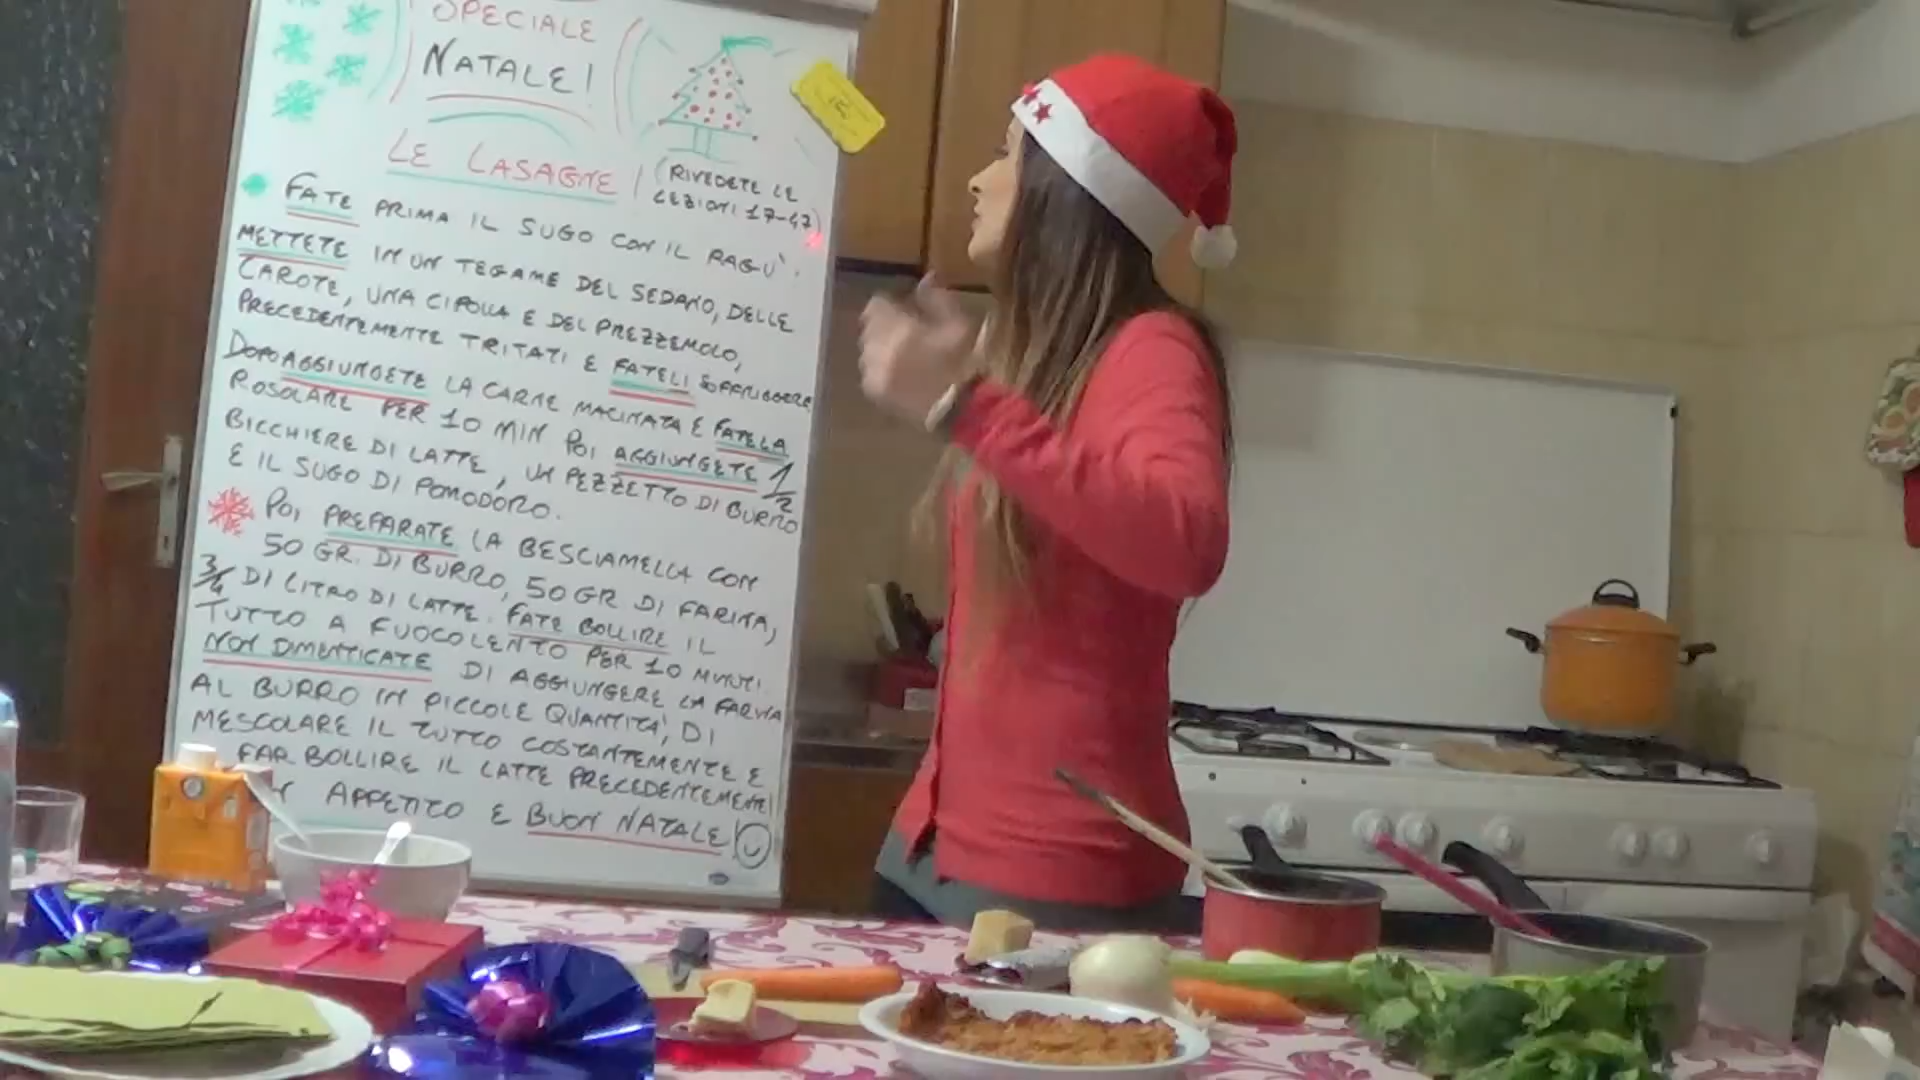 SPECIALE
NATALE!
LE LASAGNE
(RIVEDETE LE
LEZIONI 17-47)
FATE PRIMA IL SUGO CON IL RAGU'.
METTETE IN UN TEGAME DEL SEDANO, DELLE
CAROTE, UNA CIPOLLA E DEL PREZZEMOLO,
PRECEDENTEMENTE TRITATI E FATELI SOFFRIGGERE
DOPO AGGIUNGETE LA CARNE MACINATA E FATELA
ROSOLARE PER 10 MIN. POI AGGIUNGETE 1/2
BICCHIERE DI LATTE, UN PEZZETTO DI BURRO
E IL SUGO DI POMODORO.
POI PREPARATE LA BESCIAMELLA CON
50 GR. DI BURRO, 50 GR DI FARINA,
3/4 DI LITRO DI LATTE. FATE BOLLIRE IL
TUTTO A FUOCO LENTO PER 10 MINUTI.
NON DIMENTICATE DI AGGIUNGERE LA FARINA
AL BURRO IN PICCOLE QUANTITA', DI
MESCOLARE IL TUTTO COSTANTEMENTE E
FAR BOLLIRE IL LATTE PRECEDENTEMENTE!
APPETITO E BUON NATALE!